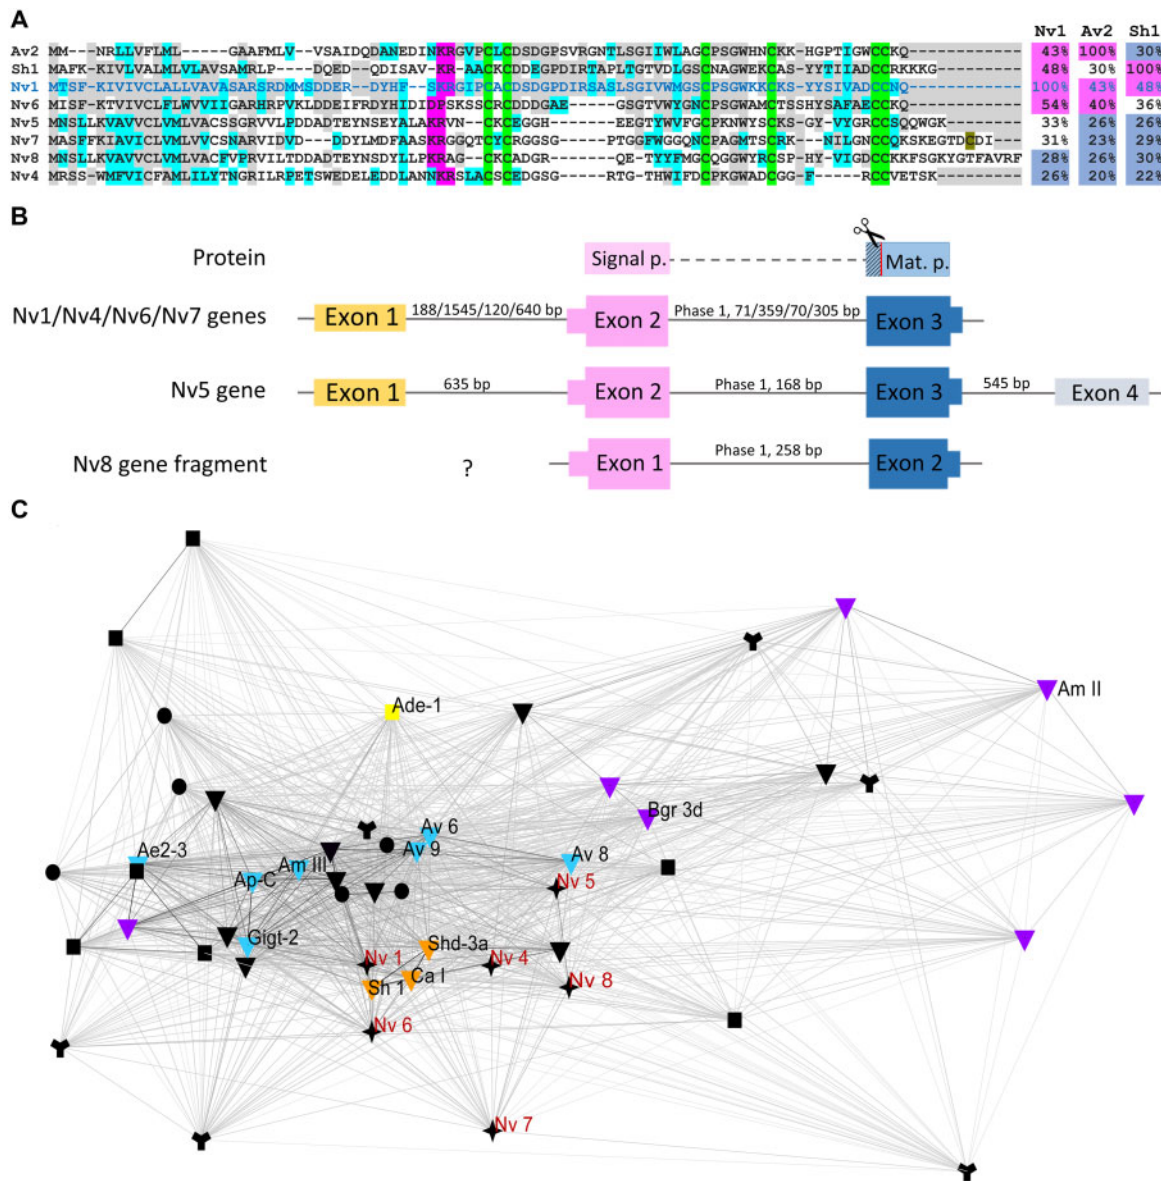 A
Nv1 Av2 Sh1
Av2 MM---NRLLVFLML-----GAAFMLV--VSAIDQDANEDINKRGVPCLCDSDGPSVRGNTLSGIIWLAGCPSGWHNCKK-HGPTIGWCCKQ------------ 43% 100% 30%
Sh1 MAFK-KIVLVALMLVLAVSAMRLP--DQED--QDISAV-KRAACKCDDEGPDIRTAPLTGTVDLGSCNAGWEKCAS-YYTIIADCCRKKKG--------- 48% 30% 100%
Nv1 MTSF-KIVIVCLALLVAVASARSRDMMSDDER--DYHF--SKRGIPCACDSDGPDIRSASLSGIVWMGSCPSGWKKCKS-YYSIVADCCNQ------------ 100% 43% 48%
Nv6 MISF-KTVIVCLFLWVVIIGARHRPVKLDDEIFRDYHIDIDPSKSSCRCDDDGAE------GSGTVWYGNCPSGWAMCTSSHYSAFAECCKQ------------ 54% 40% 36%
Nv5 MNSLLKVAVVCLVMLVACSSGRVVLPDDADTEYNSEYALAKRVN--CKCEGGH------EEGTYWVFGCPKNWYSCKS-GY-VIYGRCCSQQWGK-------- 33% 26% 26%
Nv7 MASFFKIAVICLVMLVVCSNGRVLRDPDYADTLYNDMFAASKRGGQTCYCRGGSG-----PTGGFWGGQNCPAGMTSCRK-SV-NYLGNCCNQKSKEGTDCDI---- 31% 23% 29%
Nv8 MNSLLKVAVVCLVMLVACFVPRVILTDDADTEYNSDYLLPKRAG--CKCADGR-------QE-TYYFMGCQGGWYRCSP-HY-VIGDCCKKFSGKYGTFAVRF 28% 26% 30%
Nv4 MRSS-WMFVICFAMLILYTNGRILRPETSWEDELEDDLANNKRSLACSCEDGSG------RTG-THWIFDCPKGWADCGG-F----RCCVETSK--------- 26% 20% 22%
B
Protein Signal p. Mat. p.
Nv1/Nv4/Nv6/Nv7 genes Exon 1 188/1545/120/640 bp Exon 2 Phase 1, 71/359/70/305 bp Exon 3
Nv5 gene Exon 1 635 bp Exon 2 Phase 1, 168 bp Exon 3 545 bp Exon 4
Nv8 gene fragment ? Exon 1 Phase 1, 258 bp Exon 2
C
Am II
Ade-1
Bgr 3d
Av 6
Av 9
Ae2-3
Am III
Av 8
Ap-C
Nv 5
Gigt-2
Shd-3a
Nv 1
Nv 4
Ca I
Nv 8
Sh 1
Nv 6
Nv 7